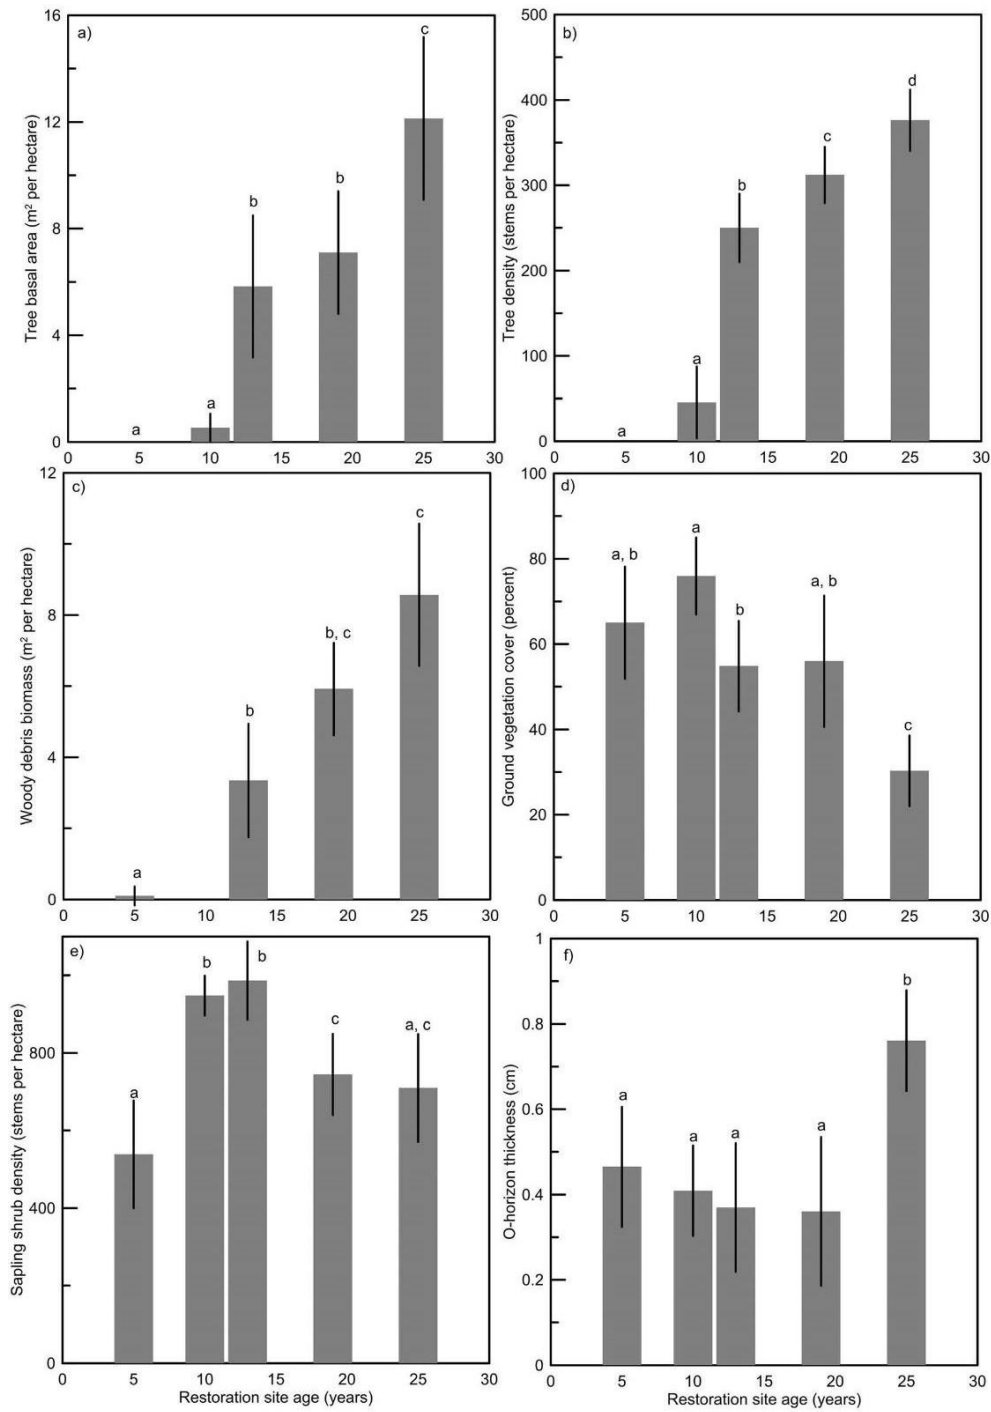 a)
Tree basal area (m² per hectare)
16
12
8
4
0
a
a
b
b
c
0 5 10 15 20 25 30
b)
Tree density (stems per hectare)
500
400
300
200
100
0
a
a
b
c
d
0 5 10 15 20 25 30
c)
Woody debris biomass (m² per hectare)
12
8
4
0
a
b
b, c
c
0 5 10 15 20 25 30
d)
Ground vegetation cover (percent)
100
80
60
40
20
0
a, b
a
b
a, b
c
0 5 10 15 20 25 30
e)
Sapling shrub density (stems per hectare)
800
400
0
a
b
b
c
a, c
0 5 10 15 20 25 30
Restoration site age (years)
f)
O-horizon thickness (cm)
1
0.8
0.6
0.4
0.2
0
a
a
a
a
b
0 5 10 15 20 25 30
Restoration site age (years)